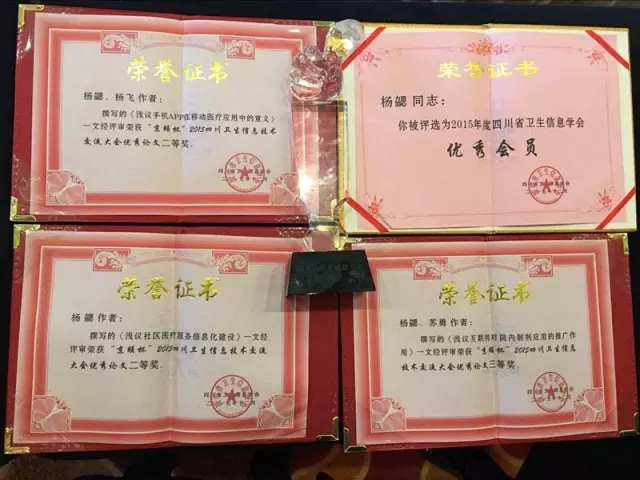 荣誉证书
杨勰、杨飞 作者：
撰写的《浅议手机APP在移动医疗应用中的意义》
一文经评审荣获“京颐杯”2015四川卫生信息技术
交流大会优秀论文二等奖。
荣誉证书
杨勰 同志：
你被评选为2015年度四川省卫生信息学会
优秀会员
荣誉证书
杨勰 作者：
撰写的《浅议社区医疗服务信息化建设》一文经
评审荣获“京颐杯”2015四川卫生信息技术交流
大会优秀论文二等奖。
荣誉证书
杨勰、苏勇 作者：
撰写的《浅议互联网对院内制剂应用的推广作
用》一文经评审荣获“京颐杯”2015四川卫生信息
技术交流大会优秀论文三等奖。